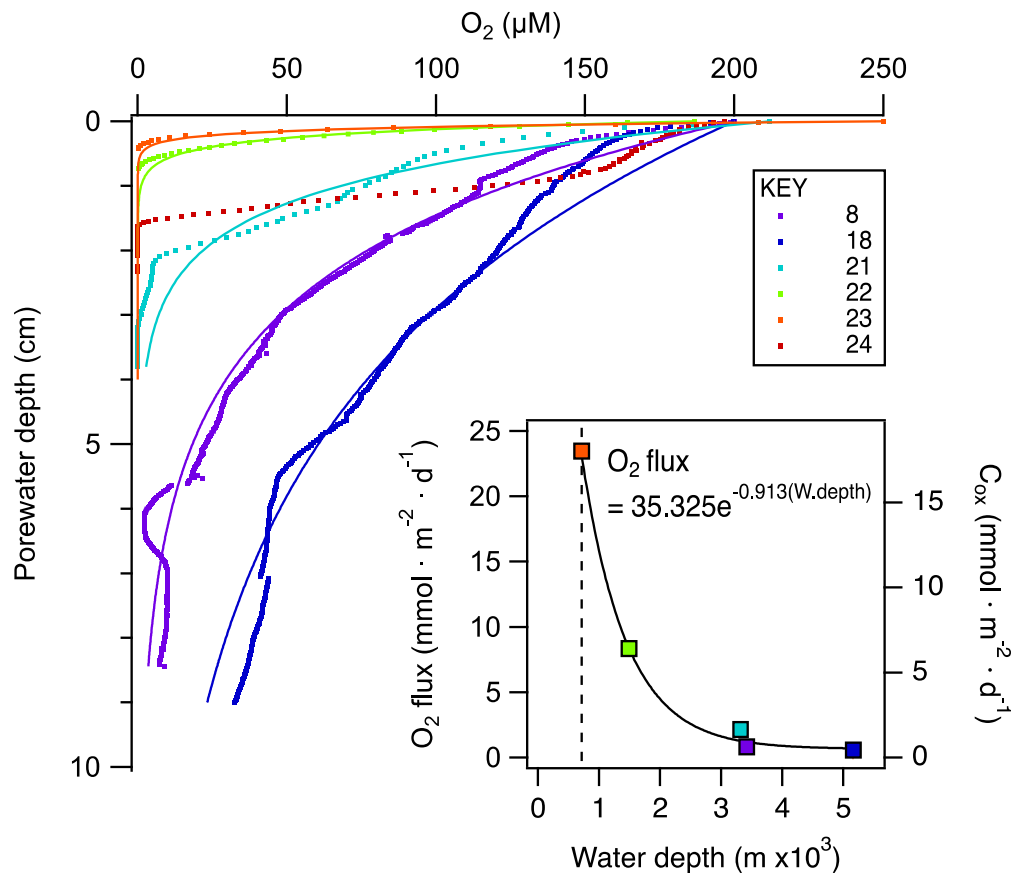 O₂ (µM)
0 50 100 150 200 250
Porewater depth (cm)
0
5
10
KEY
8
18
21
22
23
24
O₂ flux (mmol · m⁻² · d⁻¹)
25
20
15
10
5
0
O₂ flux
= 35.325e^-0.913(W.depth)
C_ox (mmol · m⁻² · d⁻¹)
15
10
5
0
0 1 2 3 4 5
Water depth (m x10³)